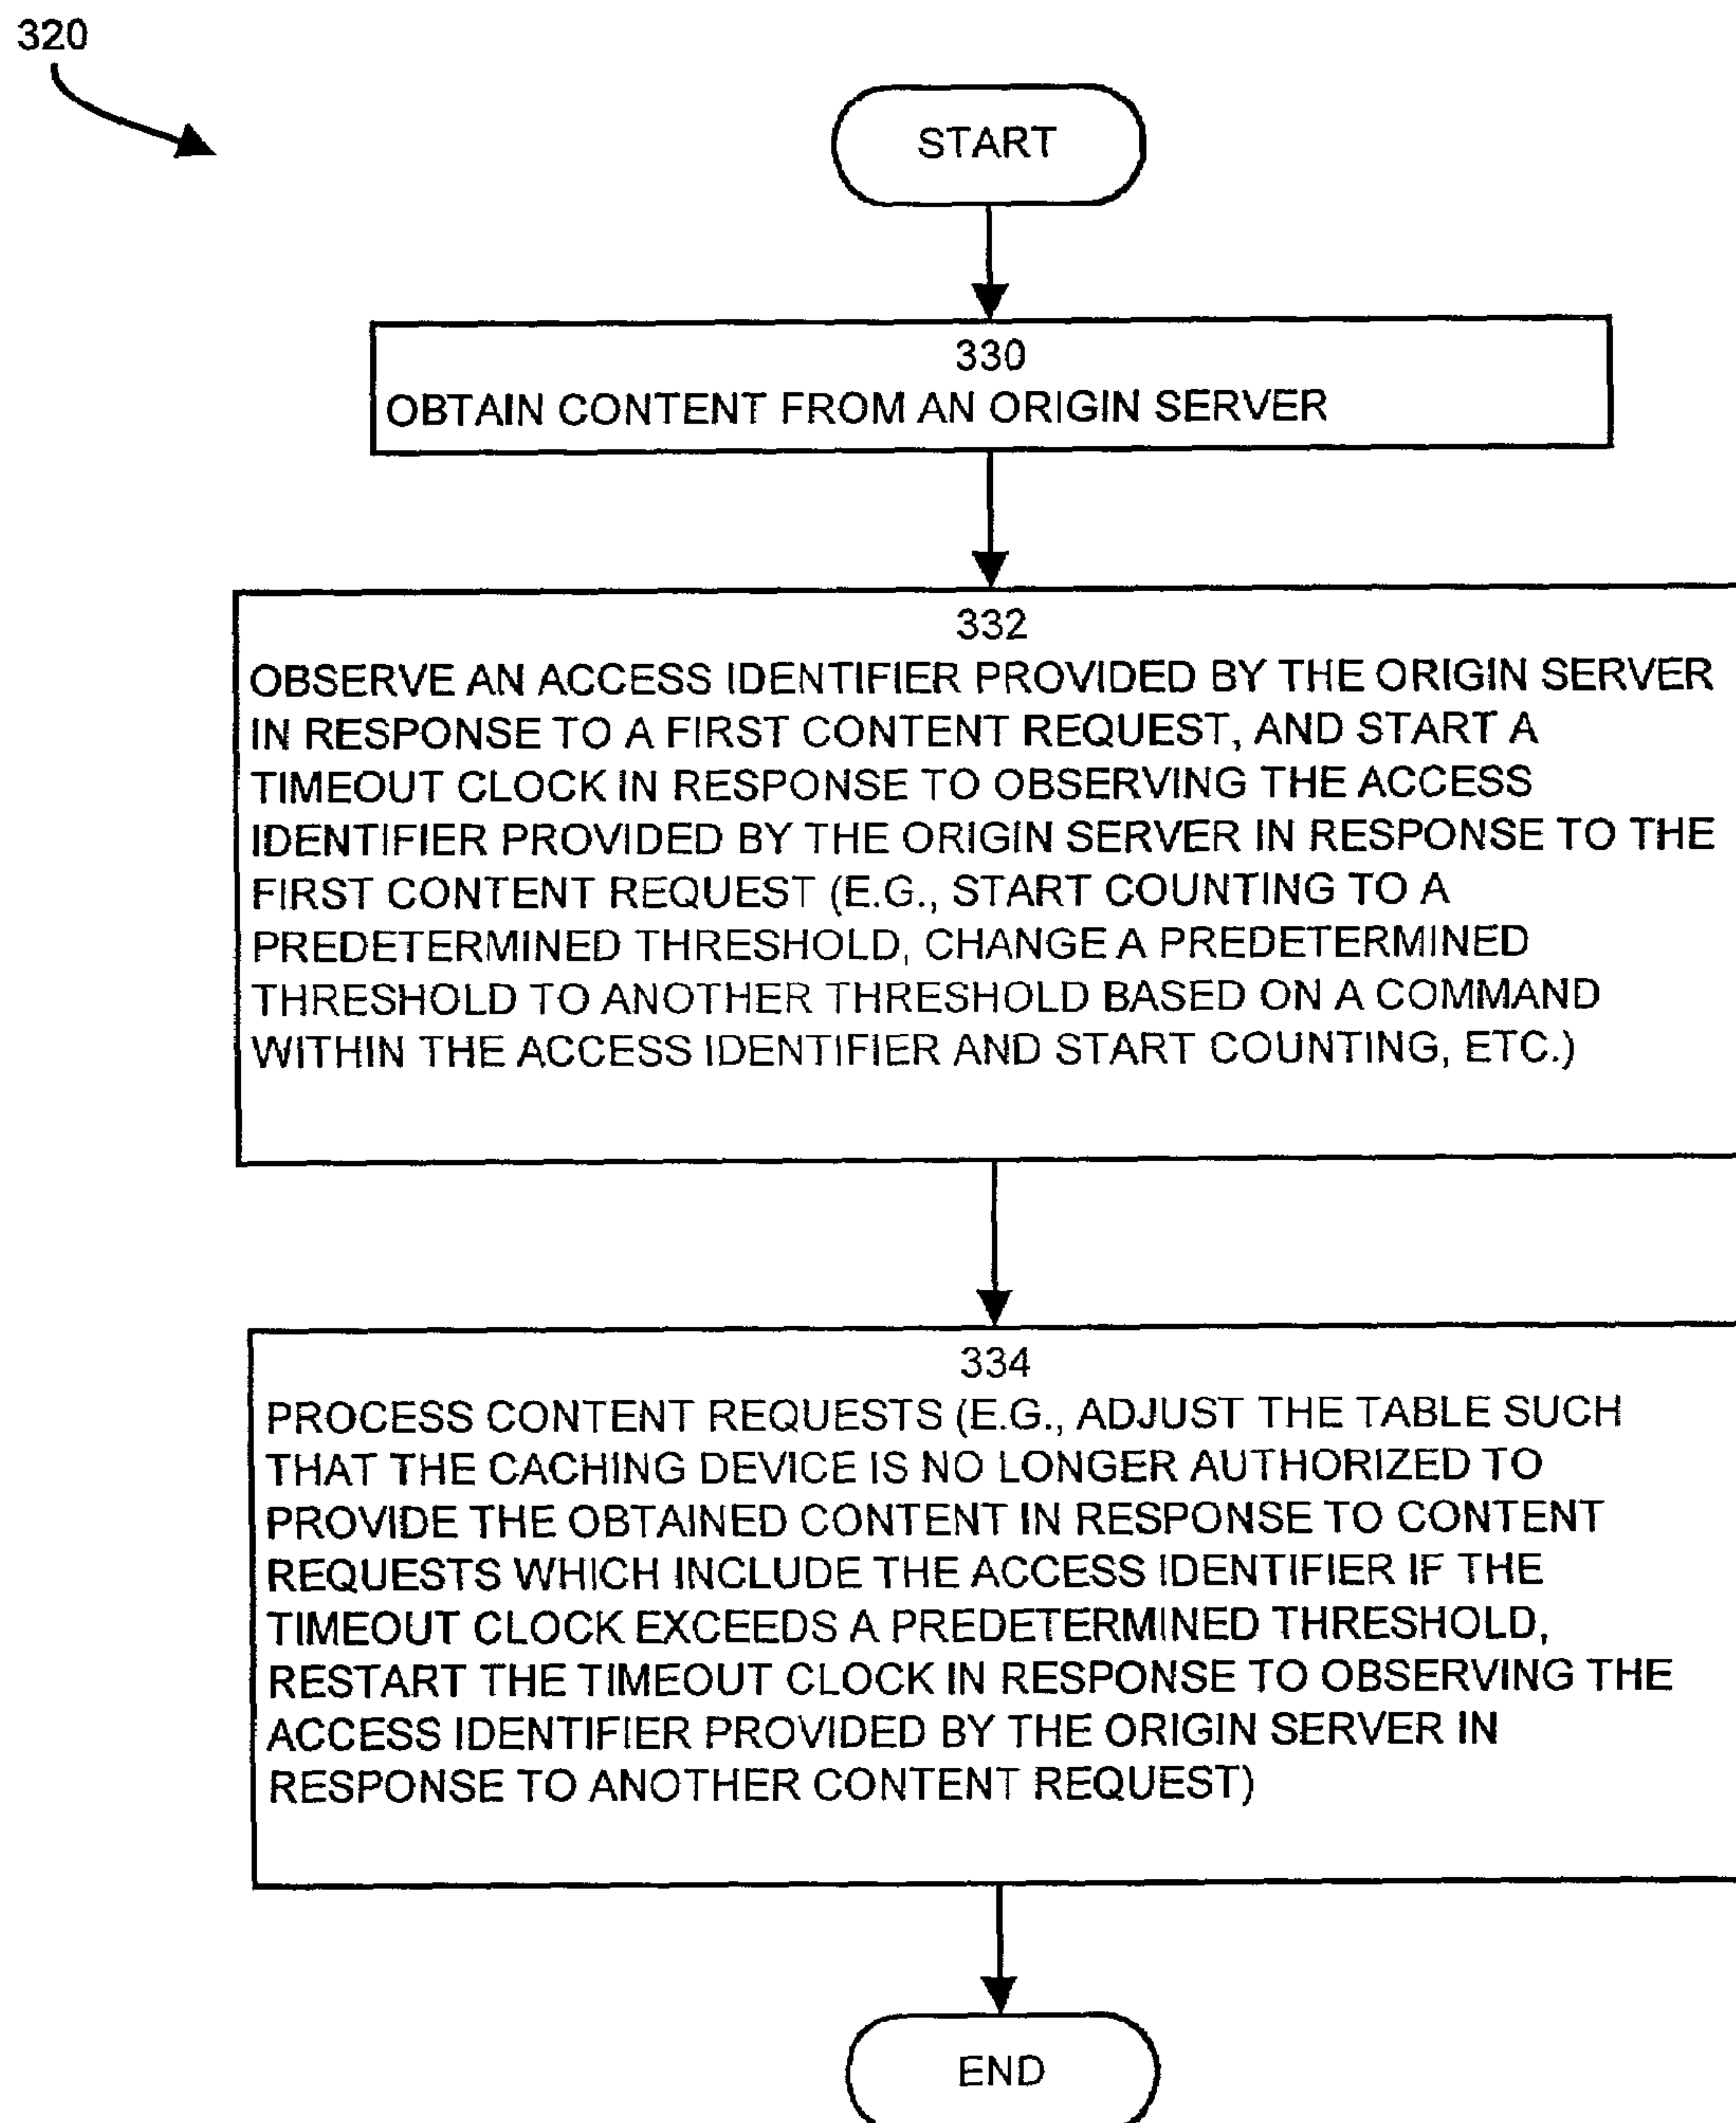 320
START
330
OBTAIN CONTENT FROM AN ORIGIN SERVER
332
OBSERVE AN ACCESS IDENTIFIER PROVIDED BY THE ORIGIN SERVER
IN RESPONSE TO A FIRST CONTENT REQUEST, AND START A
TIMEOUT CLOCK IN RESPONSE TO OBSERVING THE ACCESS
IDENTIFIER PROVIDED BY THE ORIGIN SERVER IN RESPONSE TO THE
FIRST CONTENT REQUEST (E.G., START COUNTING TO A
PREDETERMINED THRESHOLD, CHANGE A PREDETERMINED
THRESHOLD TO ANOTHER THRESHOLD BASED ON A COMMAND
WITHIN THE ACCESS IDENTIFIER AND START COUNTING, ETC.)
334
PROCESS CONTENT REQUESTS (E.G., ADJUST THE TABLE SUCH
THAT THE CACHING DEVICE IS NO LONGER AUTHORIZED TO
PROVIDE THE OBTAINED CONTENT IN RESPONSE TO CONTENT
REQUESTS WHICH INCLUDE THE ACCESS IDENTIFIER IF THE
TIMEOUT CLOCK EXCEEDS A PREDETERMINED THRESHOLD,
RESTART THE TIMEOUT CLOCK IN RESPONSE TO OBSERVING THE
ACCESS IDENTIFIER PROVIDED BY THE ORIGIN SERVER IN
RESPONSE TO ANOTHER CONTENT REQUEST)
END